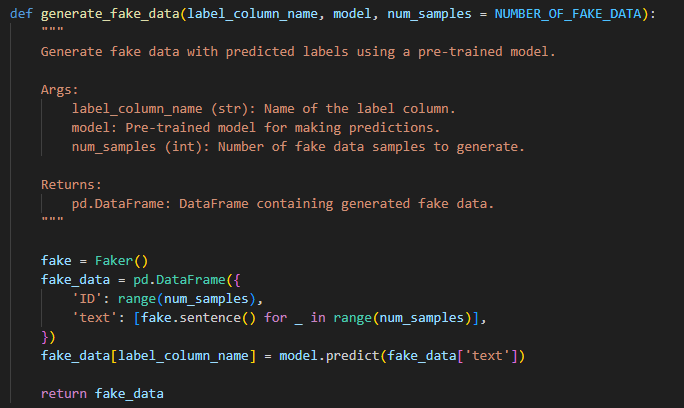 def generate_fake_data(label_column_name, model, num_samples = NUMBER_OF_FAKE_DATA):
    """
    Generate fake data with predicted labels using a pre-trained model.

    Args:
        label_column_name (str): Name of the label column.
        model: Pre-trained model for making predictions.
        num_samples (int): Number of fake data samples to generate.

    Returns:
        pd.DataFrame: DataFrame containing generated fake data.
    """

    fake = Faker()
    fake_data = pd.DataFrame({
        'ID': range(num_samples),
        'text': [fake.sentence() for _ in range(num_samples)],
    })
    fake_data[label_column_name] = model.predict(fake_data['text'])

    return fake_data